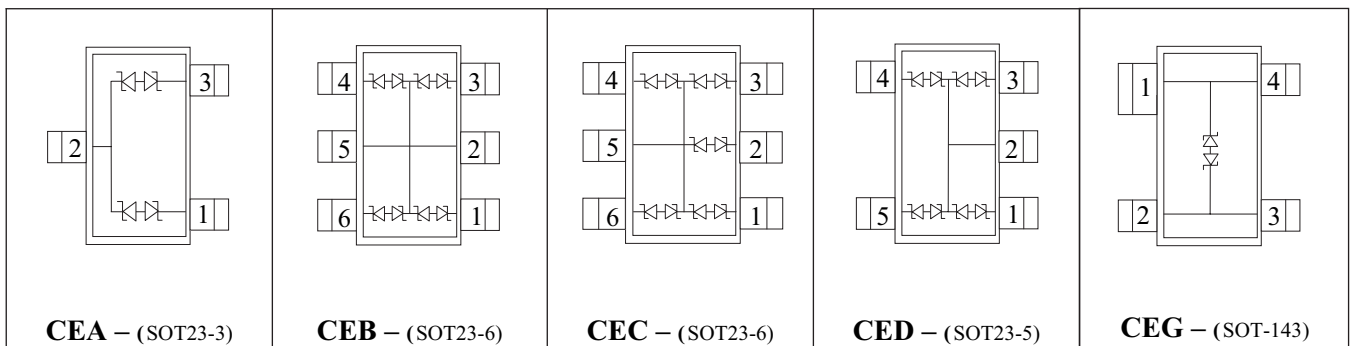 3
2
1
CEA – (SOT23-3)
4 3
5 2
6 1
CEB – (SOT23-6)
4 3
5 2
6 1
CEC – (SOT23-6)
4 3
2
5 1
CED – (SOT23-5)
1 4
2 3
CEG – (SOT-143)